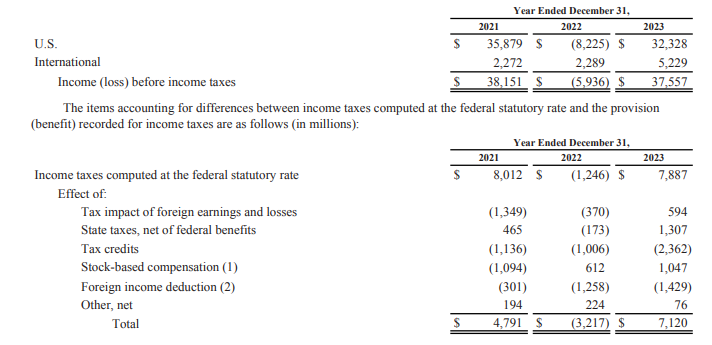 Year Ended December 31,
2021 2022 2023
U.S. $ 35,879 $ (8,225) $ 32,328
International 2,272 2,289 5,229
Income (loss) before income taxes $ 38,151 $ (5,936) $ 37,557
The items accounting for differences between income taxes computed at the federal statutory rate and the provision
(benefit) recorded for income taxes are as follows (in millions):
Year Ended December 31,
2021 2022 2023
Income taxes computed at the federal statutory rate $ 8,012 $ (1,246) $ 7,887
Effect of:
Tax impact of foreign earnings and losses (1,349) (370) 594
State taxes, net of federal benefits 465 (173) 1,307
Tax credits (1,136) (1,006) (2,362)
Stock-based compensation (1) (1,094) 612 1,047
Foreign income deduction (2) (301) (1,258) (1,429)
Other, net 194 224 76
Total $ 4,791 $ (3,217) $ 7,120